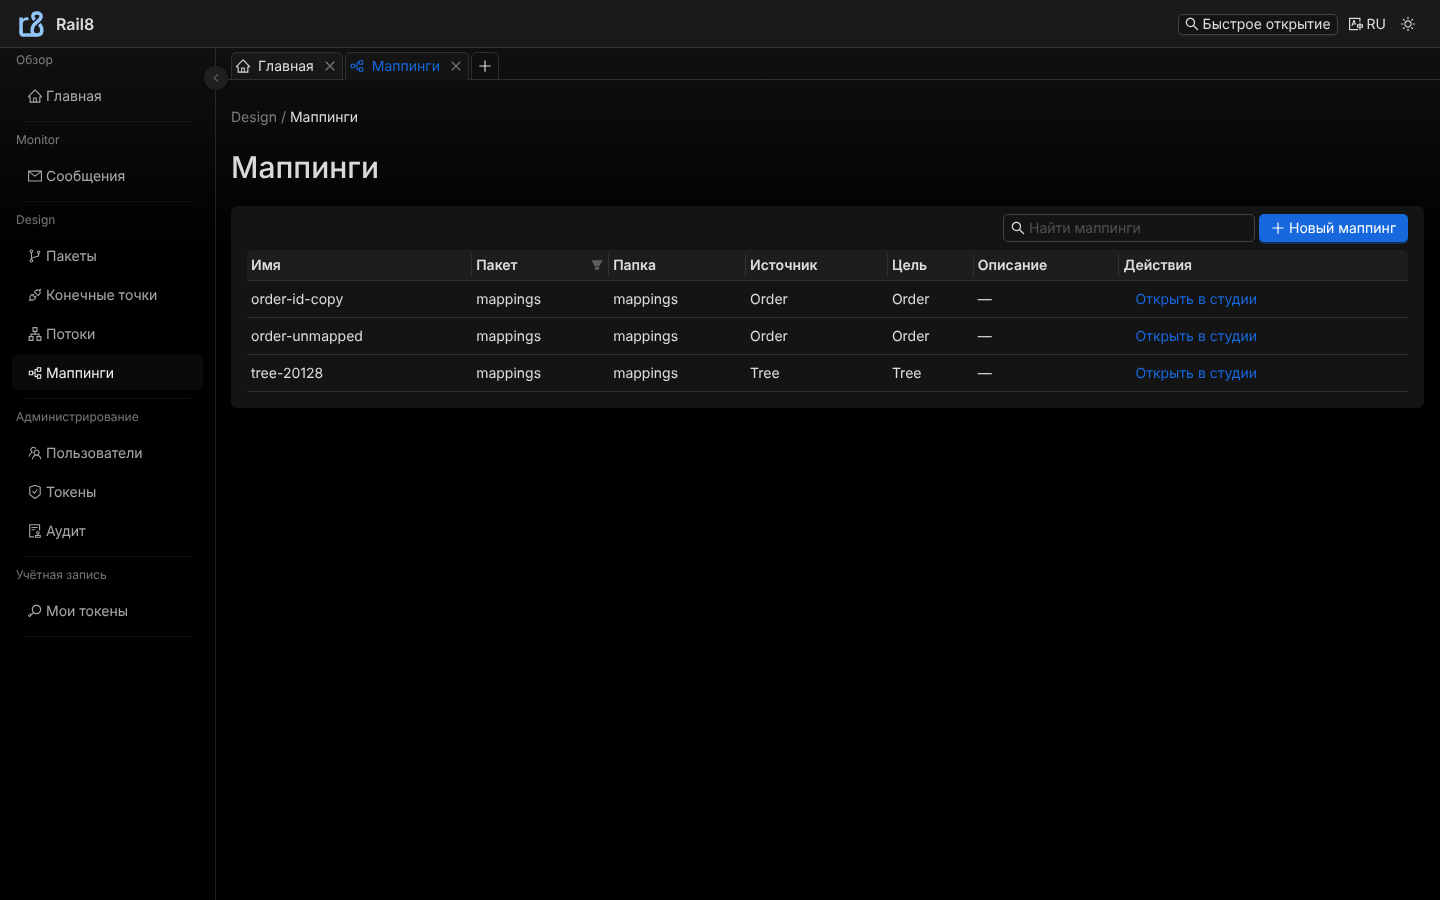 r8 Rail8
Быстрое открытие
RU
Обзор
Главная
Monitor
Сообщения
Design
Пакеты
Конечные точки
Потоки
Маппинги
Администрирование
Пользователи
Токены
Аудит
Учётная запись
Мои токены
Главная
Маппинги
Design / Маппинги
Маппинги
Найти маппинги
Новый маппинг
Имя Пакет Папка Источник Цель Описание Действия
order-id-copy mappings mappings Order Order — Открыть в студии
order-unmapped mappings mappings Order Order — Открыть в студии
tree-20128 mappings mappings Tree Tree — Открыть в студии